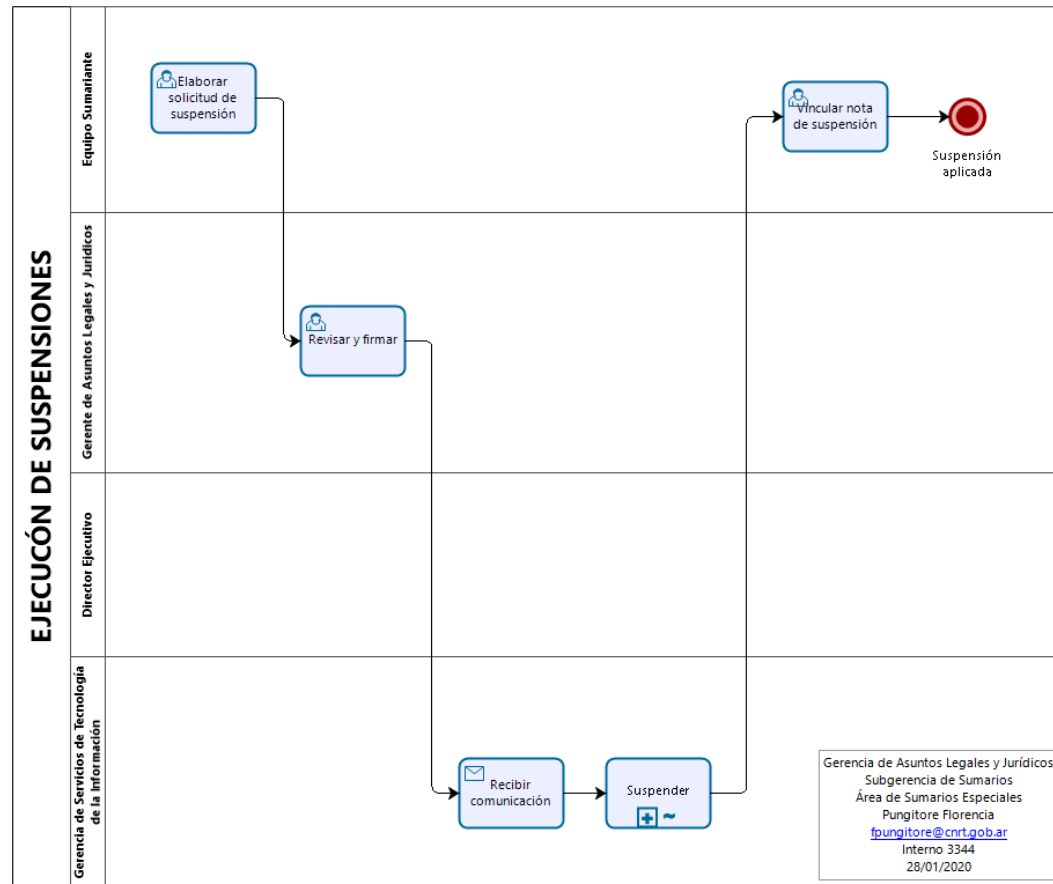 EJECUCÓN DE SUSPENSIONES
Equipo Sumariante
Elaborar
solicitud de
suspensión
Vincular nota
de suspensión
Suspensión
aplicada
Gerente de Asuntos Legales y Jurídicos
Revisar y firmar
Director Ejecutivo
Gerencia de Servicios de Tecnología
de la Información
Recibir
comunicación
Suspender
Gerencia de Asuntos Legales y Jurídicos
Subgerencia de Sumarios
Área de Sumarios Especiales
Pungitore Florencia
fpungitore@cnrt.gob.ar
Interno 3344
28/01/2020